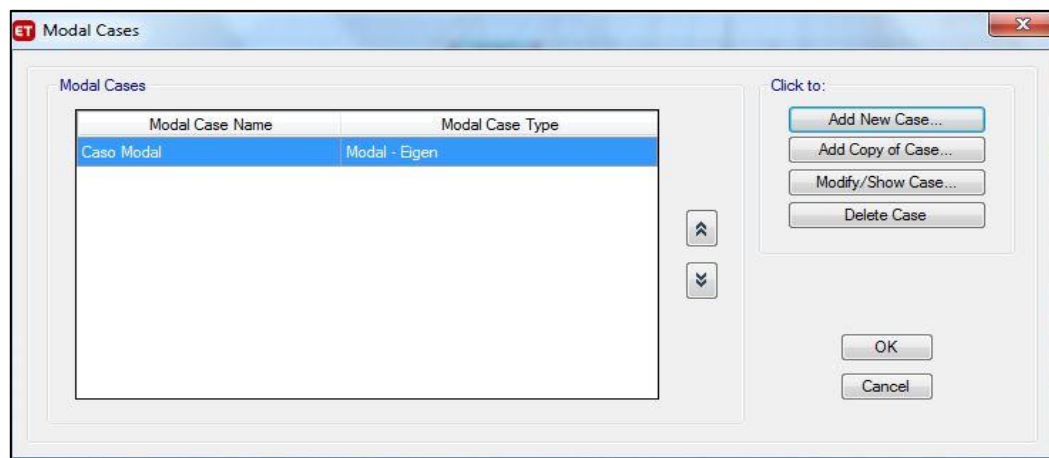 ET Modal Cases
Modal Cases
Modal Case Name Modal Case Type
Caso Modal Modal - Eigen
Click to:
Add New Case...
Add Copy of Case...
Modify/Show Case...
Delete Case
OK
Cancel